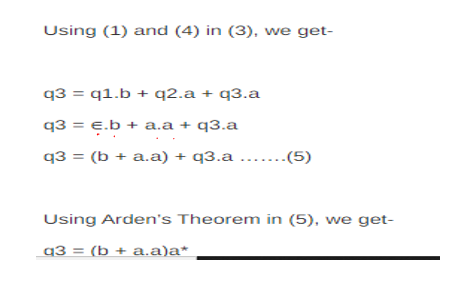 Using (1) and (4) in (3), we get-
q3 = q1.b + q2.a + q3.a
q3 = ∈.b + a.a + q3.a
q3 = (b + a.a) + q3.a .......(5)
Using Arden's Theorem in (5), we get-
q3 = (b + a.a)a*